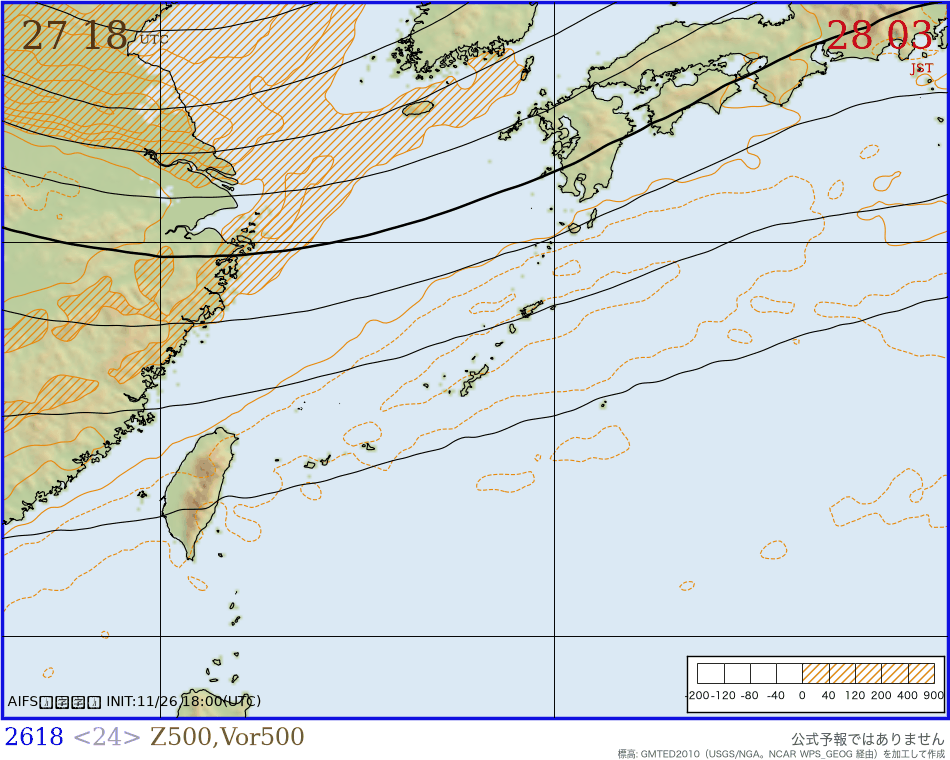 27 18 UTC
28 03
JST
-200 -120 -80 -40 0 40 120 200 400 900
AIFS INIT:11/26 18:00(UTC)
2618 <24> Z500,Vor500
公式予報ではありません
標高: GMTED2010（USGS/NGA。NCAR WPS_GEOG 経由）を加工して作成